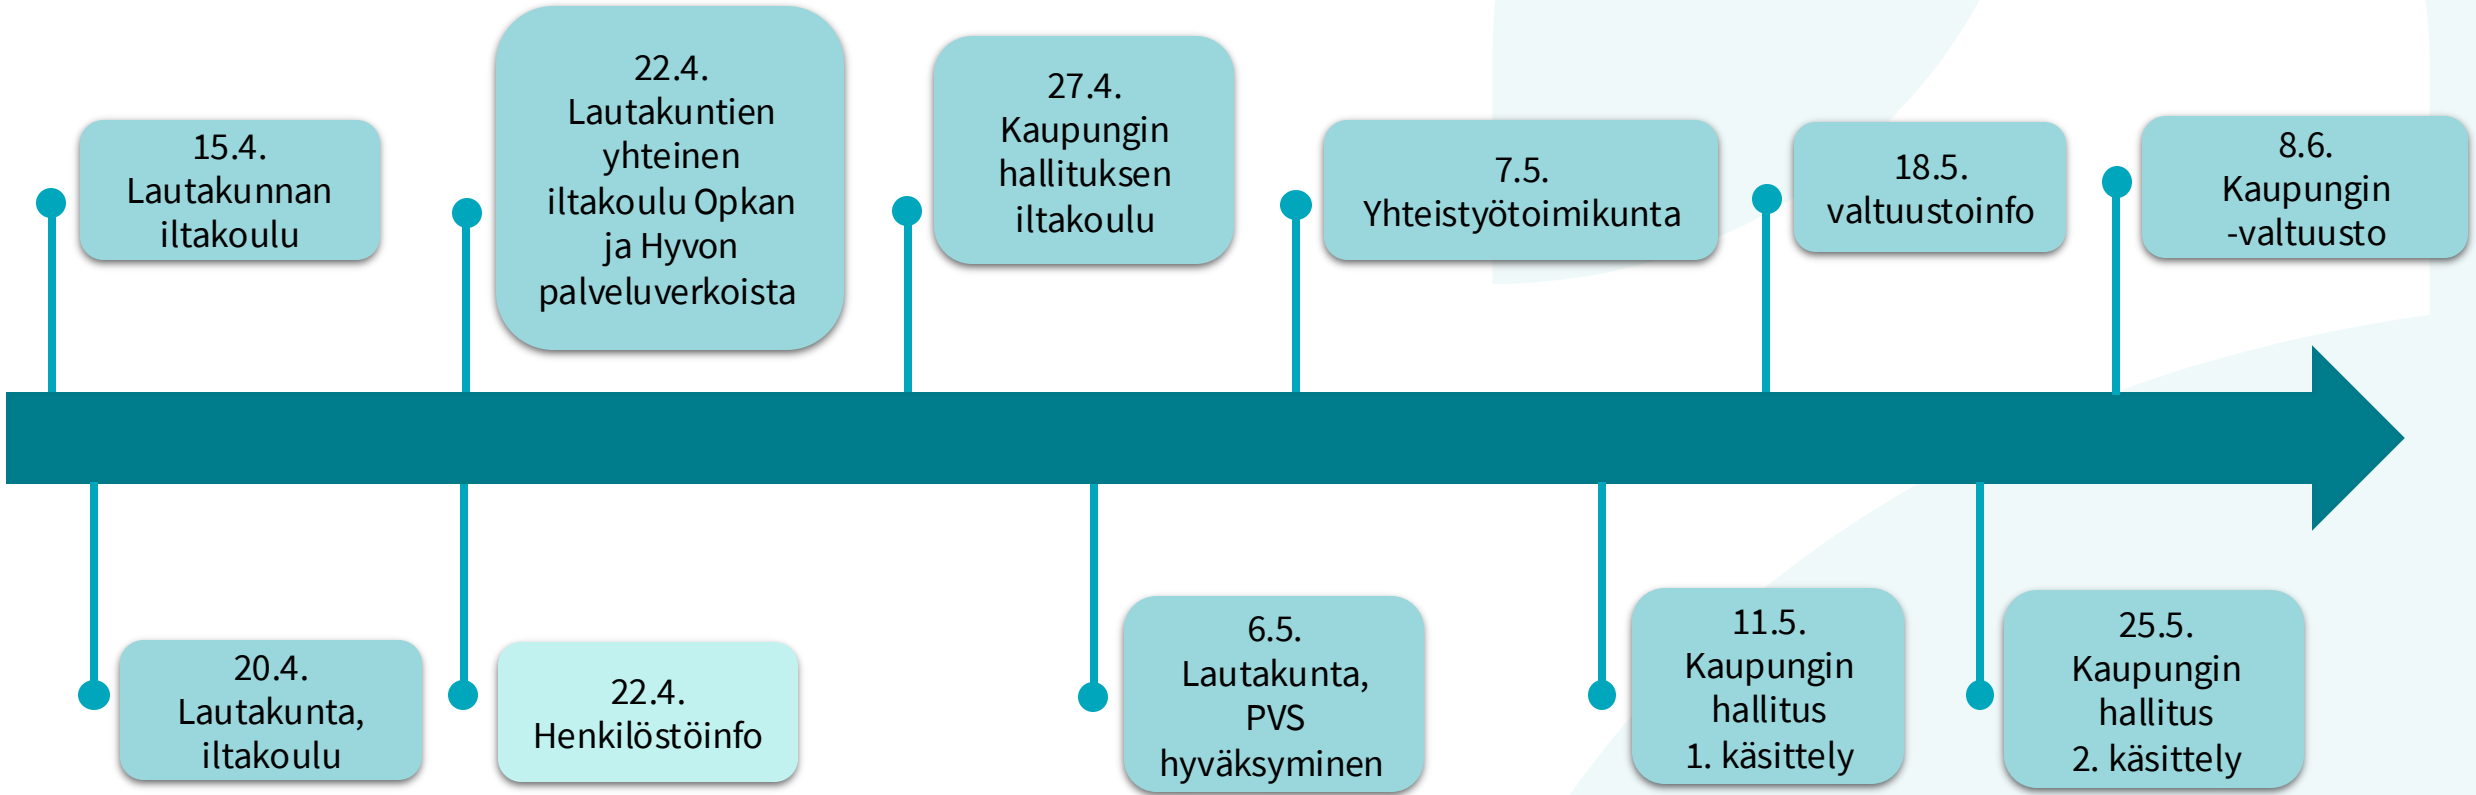 15.4.
Lautakunnan
iltakoulu
22.4.
Lautakuntien
yhteinen
iltakoulu Opkan
ja Hyvon
palveluverkoista
27.4.
Kaupungin
hallituksen
iltakoulu
7.5.
Yhteistyötoimikunta
18.5.
valtuustoinfo
8.6.
Kaupungin
-valtuusto
20.4.
Lautakunta,
iltakoulu
22.4.
Henkilöstöinfo
6.5.
Lautakunta,
PVS
hyväksyminen
11.5.
Kaupungin
hallitus
1. käsittely
25.5.
Kaupungin
hallitus
2. käsittely